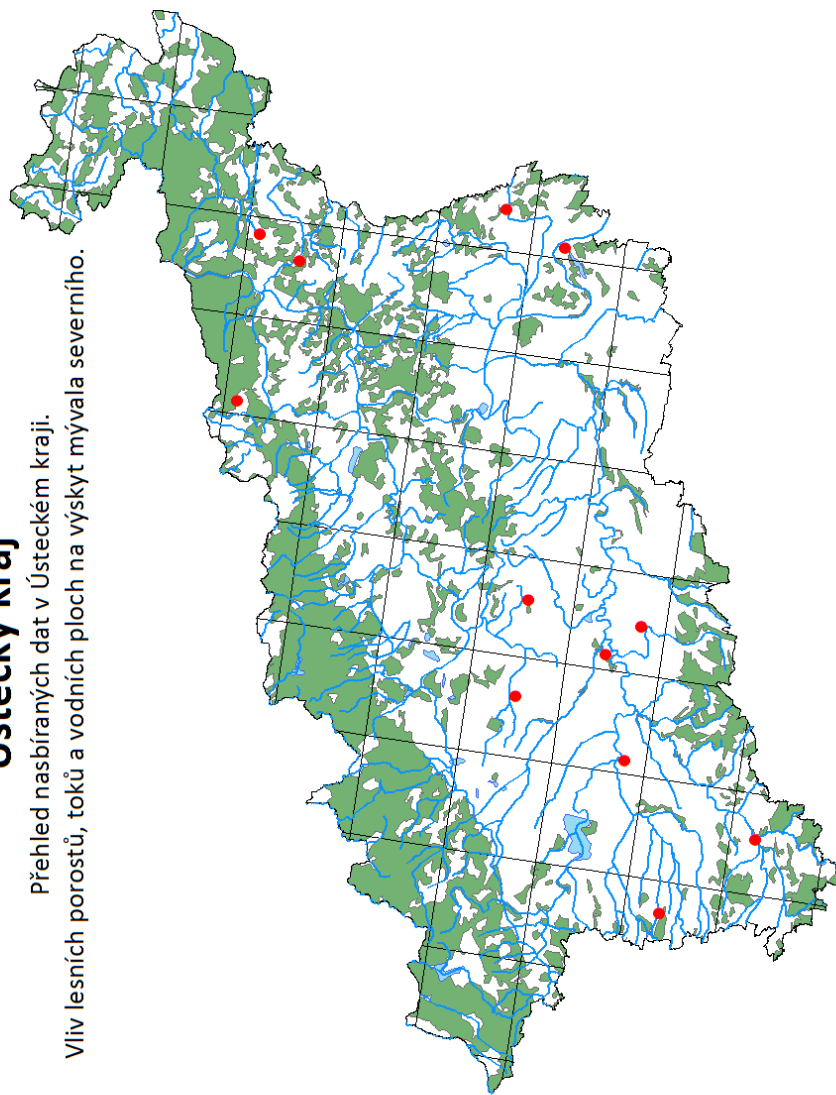 Ústecký kraj
Přehled nasbíraných dat v Ústeckém kraji.
Vliv lesních porostů, toků a vodních ploch na výskyt mývala severního.